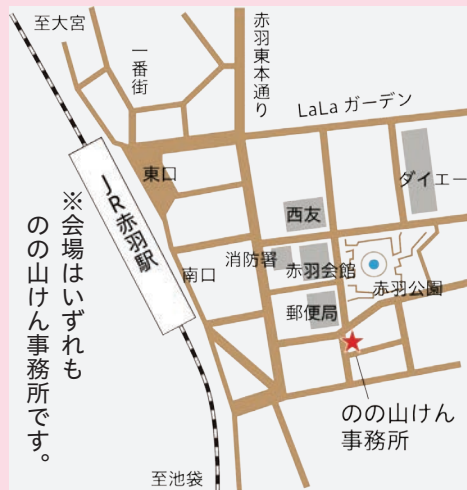 至大宮
一番街
赤羽東本通り
LaLa ガーデン
東口
ダイエー
JR赤羽駅
西友
※会場はいずれも
のの山けん事務所です。
南口
消防署
赤羽会館
赤羽公園
郵便局
のの山けん
事務所
至池袋